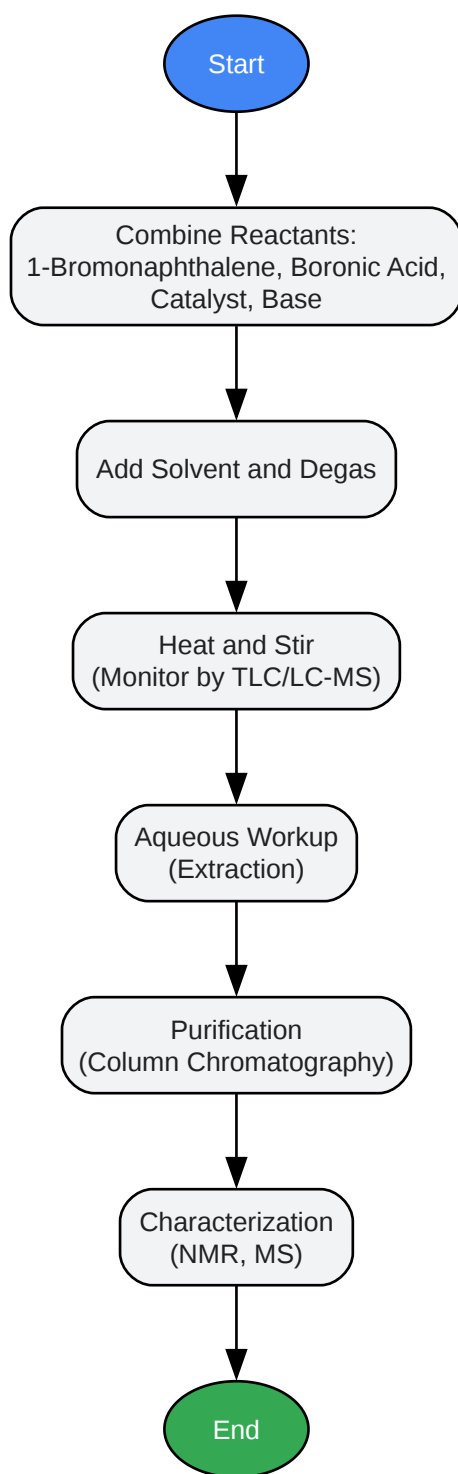 Start
Combine Reactants:
1-Bromonaphthalene, Boronic Acid,
Catalyst, Base
Add Solvent and Degas
Heat and Stir
(Monitor by TLC/LC-MS)
Aqueous Workup
(Extraction)
Purification
(Column Chromatography)
Characterization
(NMR, MS)
End